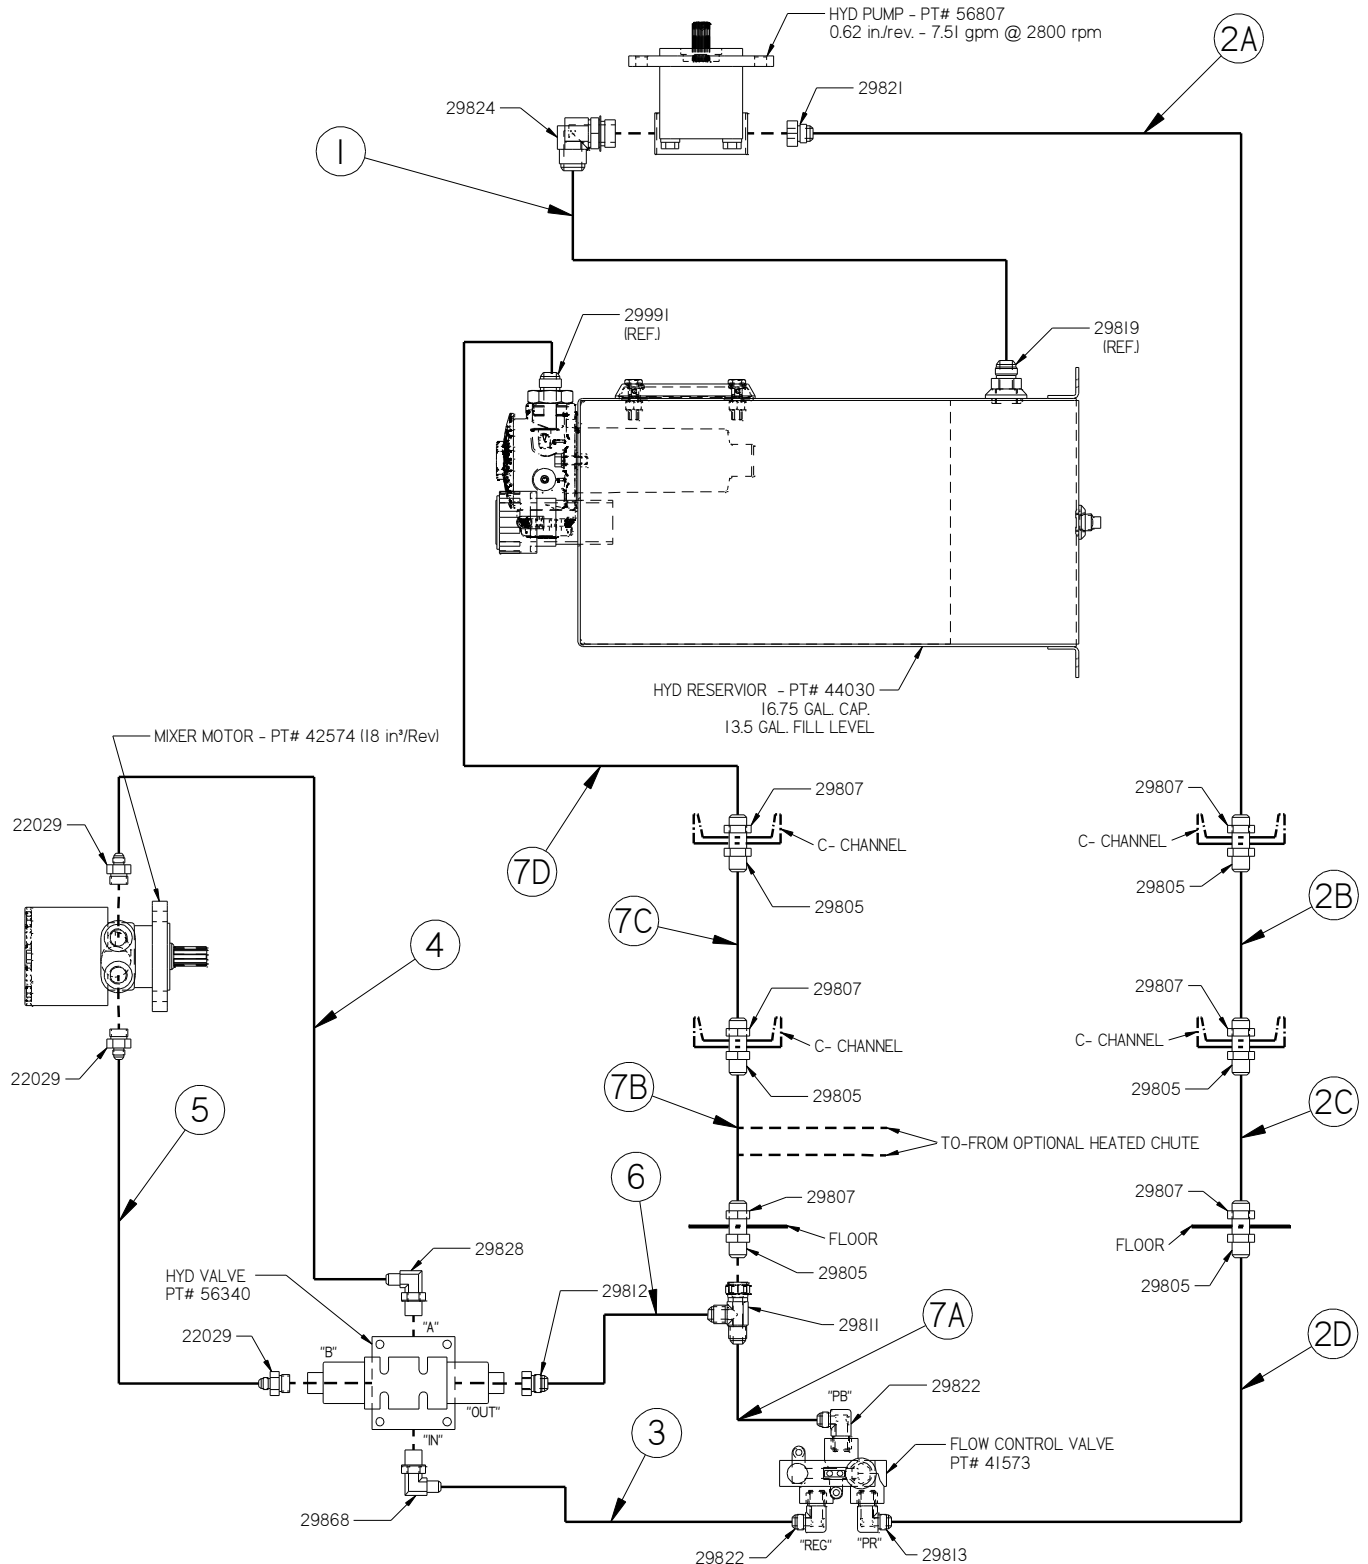 HYD PUMP - PT# 56807
0.62 in/rev. - 7.51 gpm @ 2800 rpm
2A
29821
29824
1
29991
(REF.)
29819
(REF.)
HYD RESERVIOR - PT# 44030
16.75 GAL. CAP.
13.5 GAL. FILL LEVEL
MIXER MOTOR - PT# 42574 (18 in³/Rev)
29807
29807
22029
C- CHANNEL
C- CHANNEL
7D
29805
29805
2B
7C
4
29807
29807
C- CHANNEL
C- CHANNEL
22029
29805
29805
7B
5
2C
TO-FROM OPTIONAL HEATED CHUTE
6
29807
29807
FLOOR
FLOOR
29828
29805
29805
HYD VALVE
PT# 56340
29812
29811
7A
"A"
22029
"B"
2D
"OUT"
"PB"
29822
"IN"
3
FLOW CONTROL VALVE
PT# 41573
29868
29822
"REG"
"PR"
29813